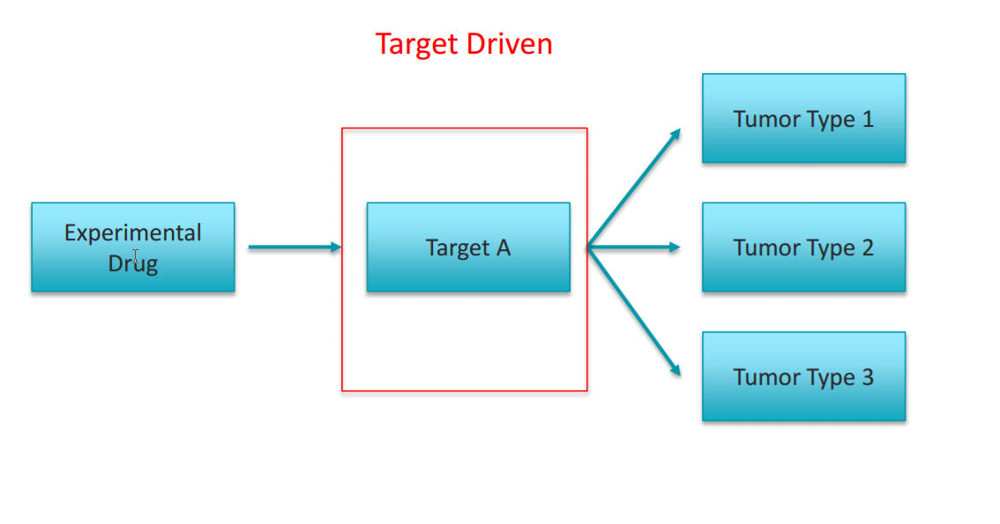 Target Driven
Experimental
Drug
Target A
Tumor Type 1
Tumor Type 2
Tumor Type 3